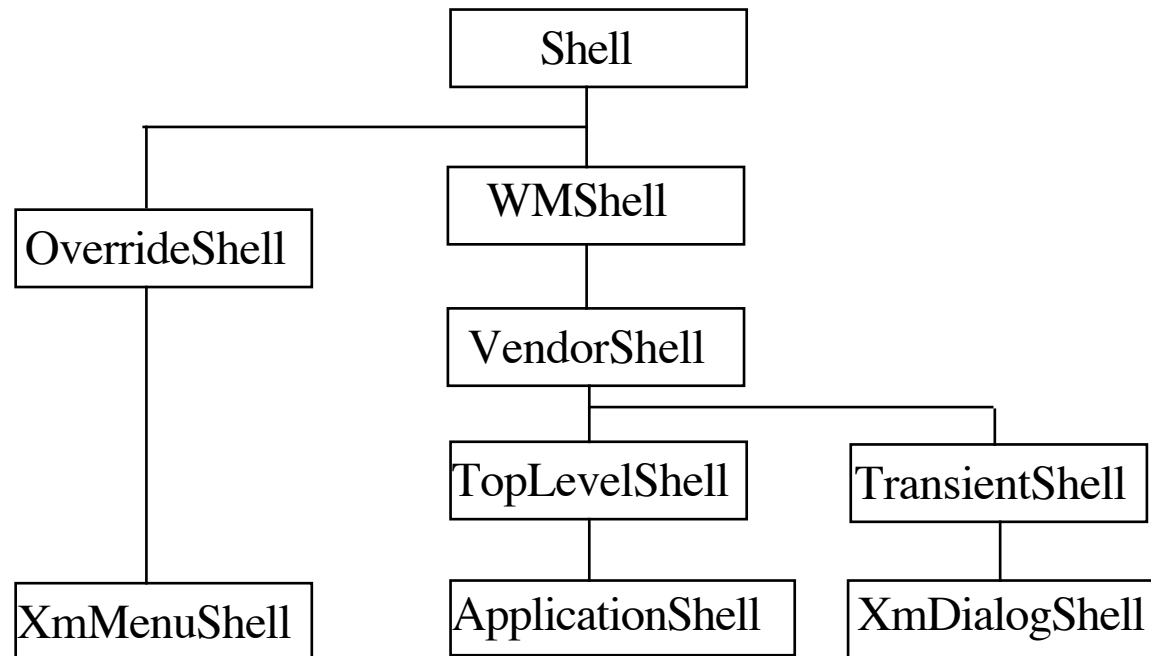 Shell
WMShell
OverrideShell
VendorShell
TopLevelShell
TransientShell
XmMenuShell
ApplicationShell
XmDialogShell